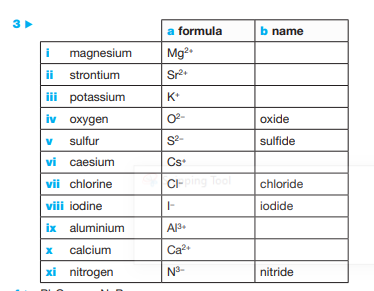 3 ▶
a formula b name
i magnesium Mg²⁺
ii strontium Sr²⁺
iii potassium K⁺
iv oxygen O²⁻ oxide
v sulfur S²⁻ sulfide
vi caesium Cs⁺
vii chlorine Cl⁻ chloride
viii iodine I⁻ iodide
ix aluminium Al³⁺
x calcium Ca²⁺
xi nitrogen N³⁻ nitride